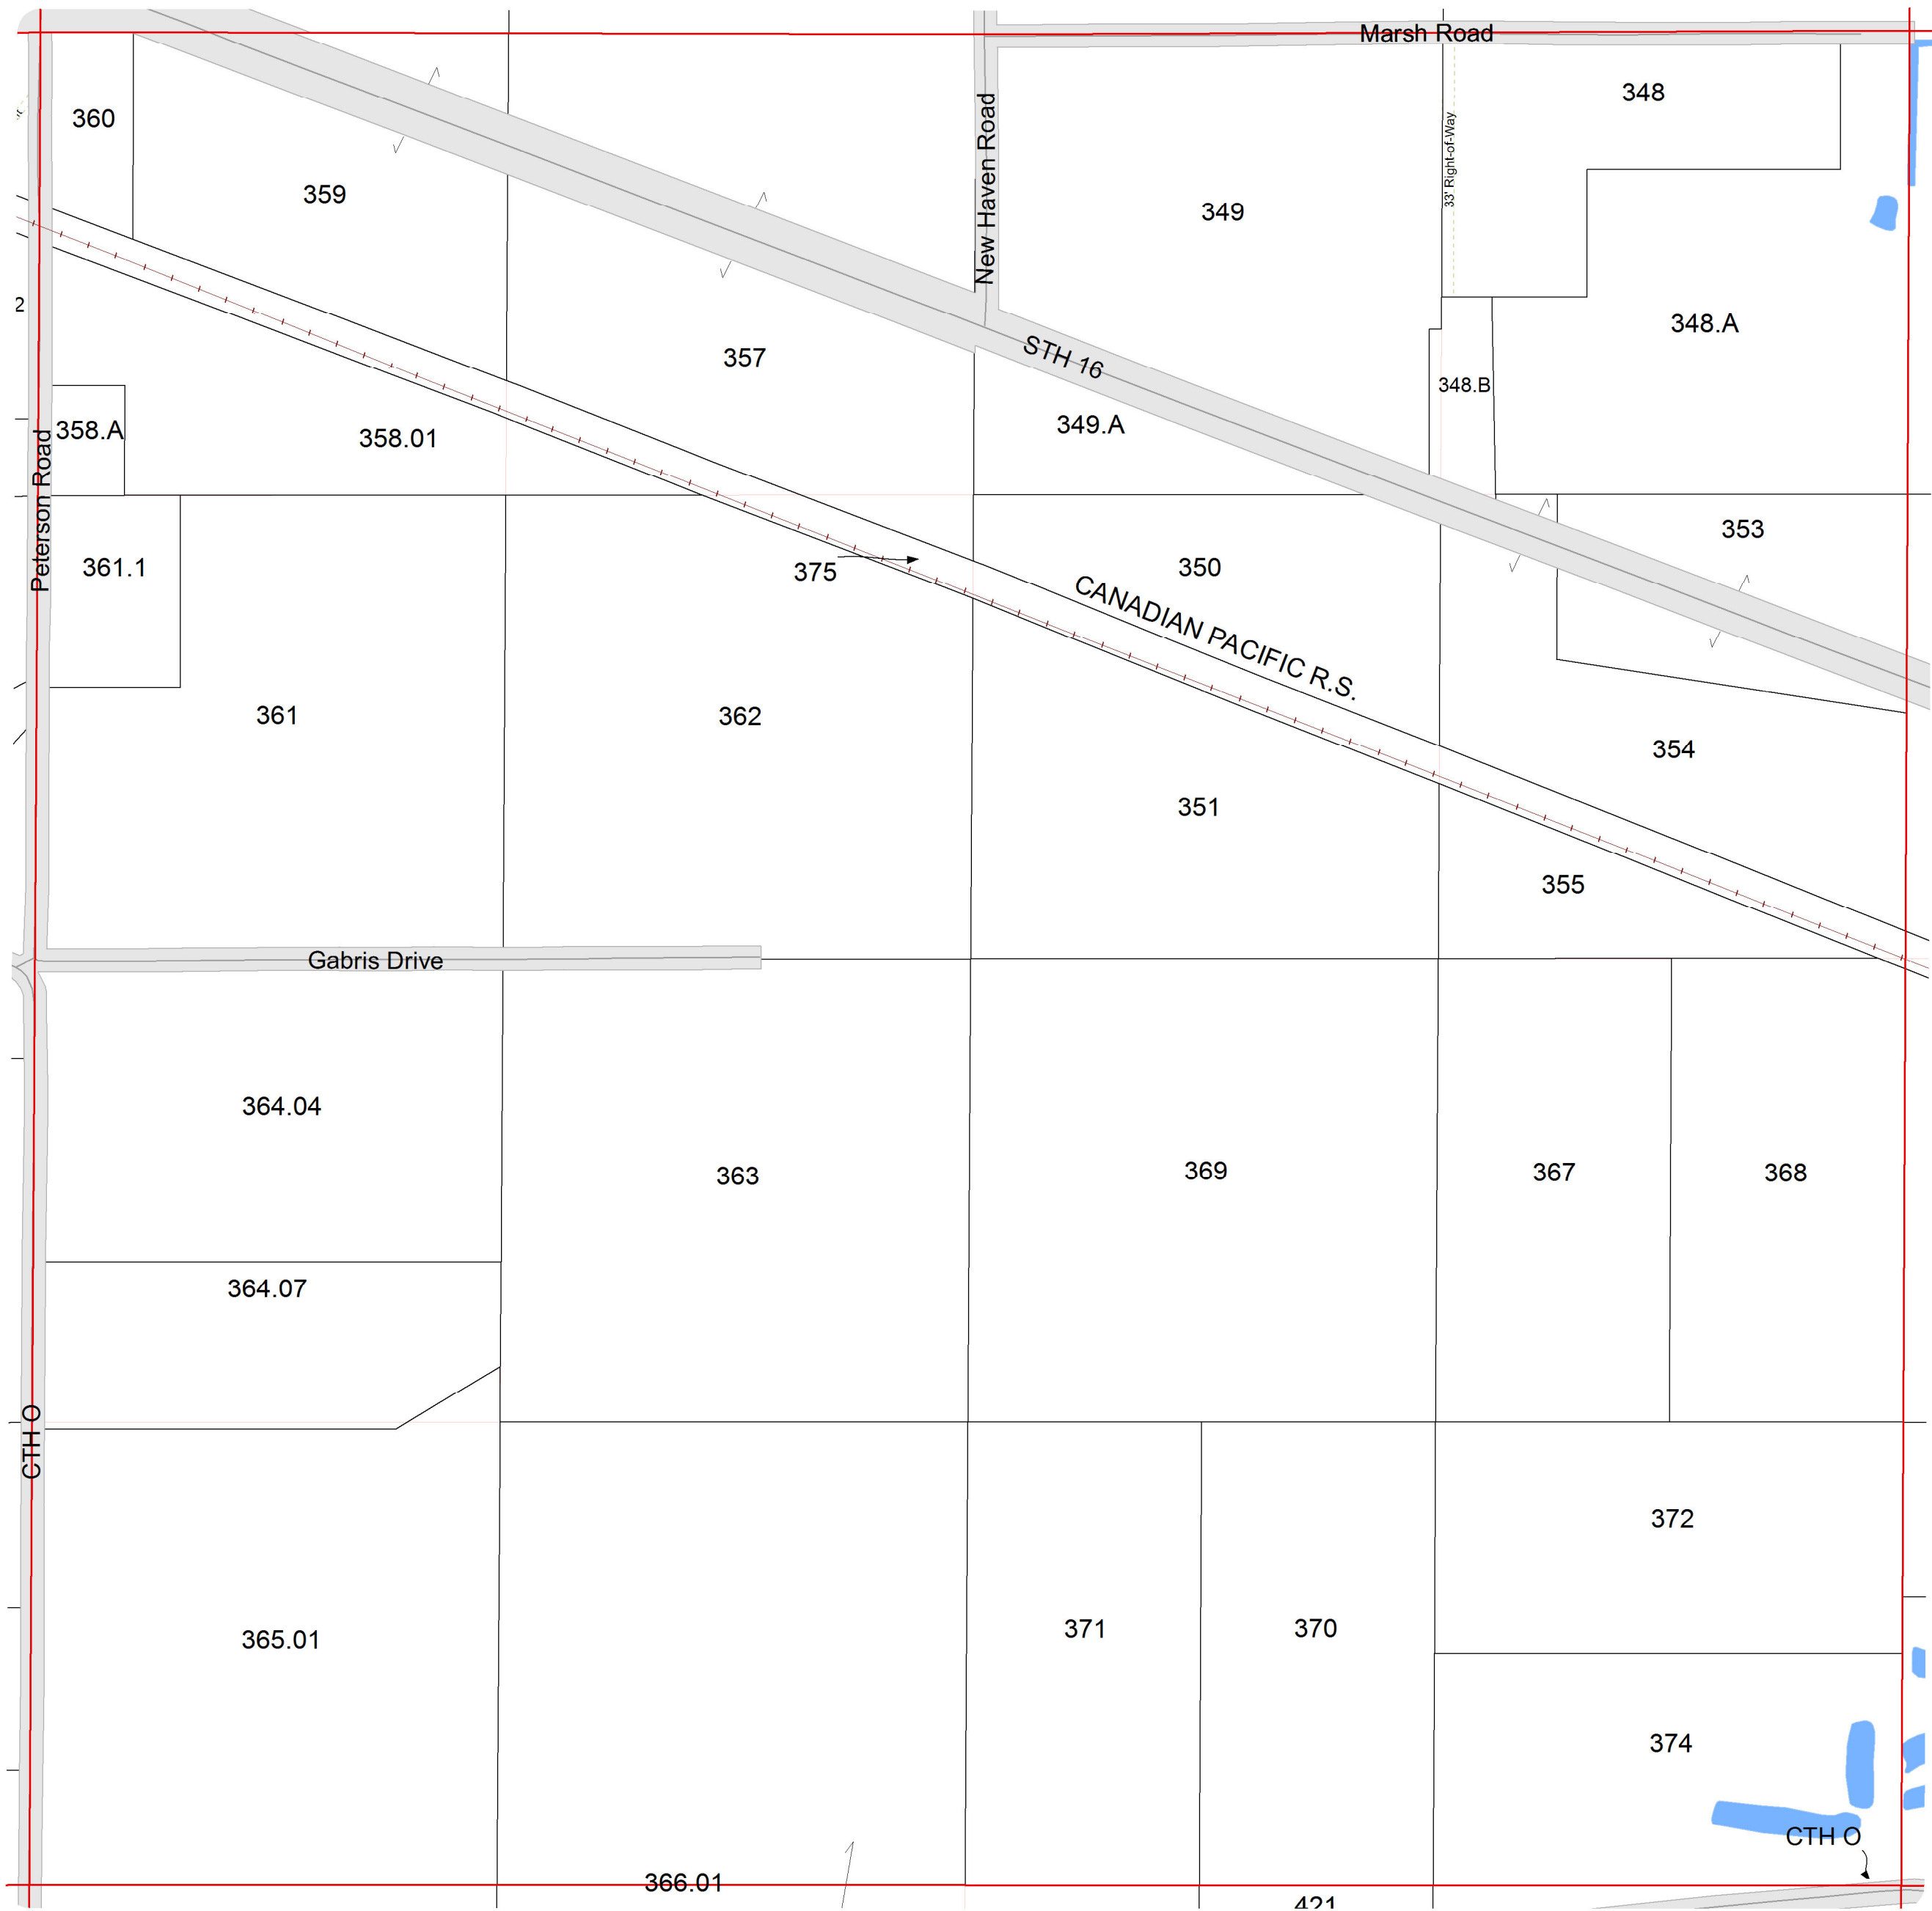 Marsh Road
348
360
New Haven Road
33' Right-of-Way
359
349
2
348.A
STH 16
357
348.B
349.A
358.A
358.01
Peterson Road
353
361.1
375
350
CANADIAN PACIFIC R.S.
361
362
354
351
355
Gabris Drive
364.04
363
369
367
368
364.07
CTH O
372
371
370
365.01
374
CTH O
366.01
421